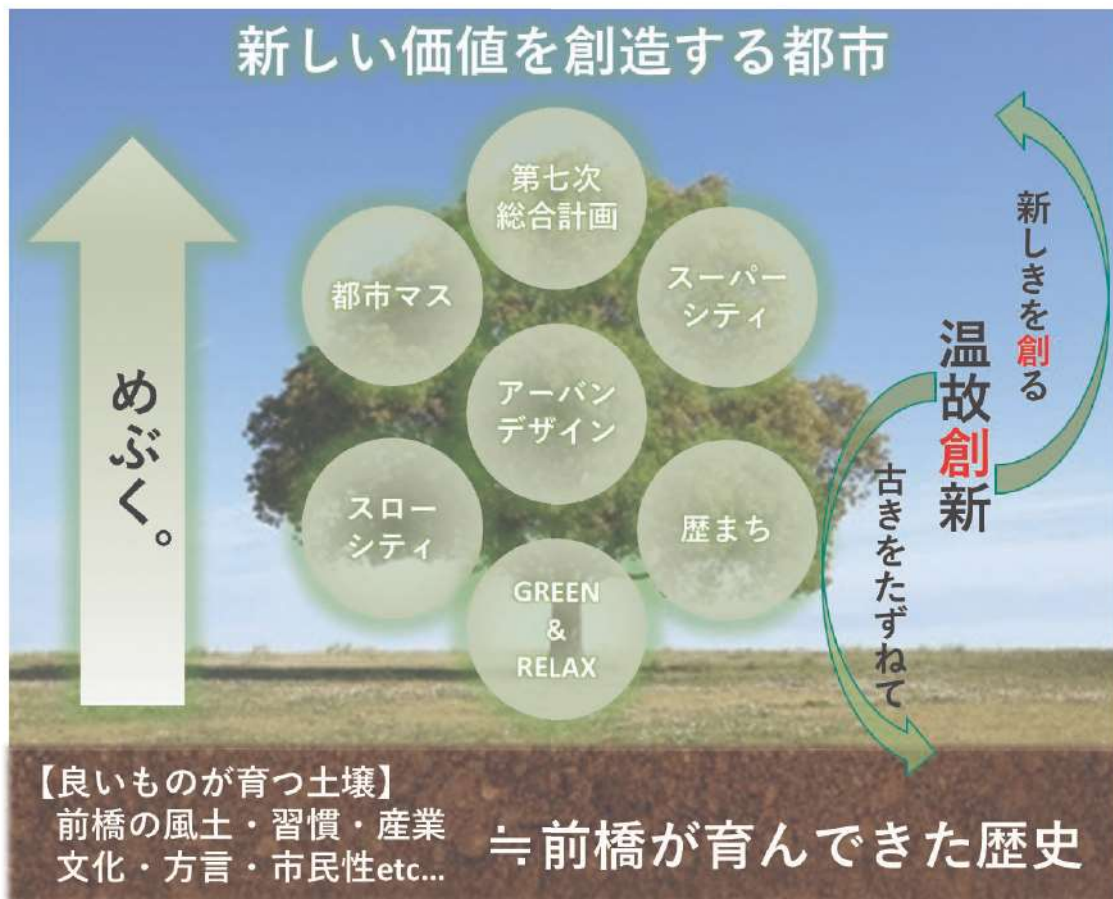 新しい価値を創造する都市
第七次
総合計画
都市マス
スーパー
シティ
アーバン
デザイン
スロー
シティ
歴まち
GREEN
&
RELAX
めぶく。
新しきを創る
温故創新
古きをたずねて
【良いものが育つ土壌】
前橋の風土・習慣・産業
文化・方言・市民性etc...
≒前橋が育んできた歴史